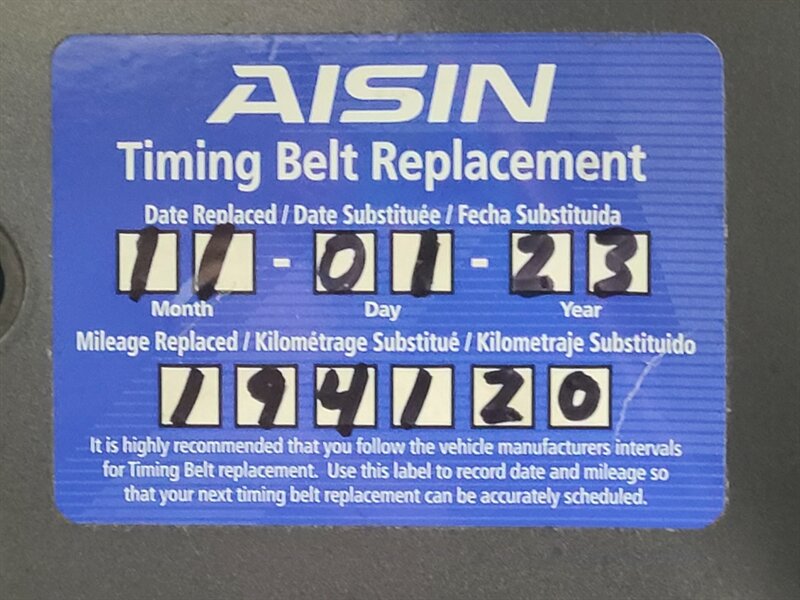 AISIN
Timing Belt Replacement
Date Replaced / Date Substituée / Fecha Substituida
11 - 01 - 23
Month Day Year
Mileage Replaced / Kilométrage Substitué / Kilometraje Substituido
194120
It is highly recommended that you follow the vehicle manufacturers intervals
for Timing Belt replacement. Use this label to record date and mileage so
that your next timing belt replacement can be accurately scheduled.